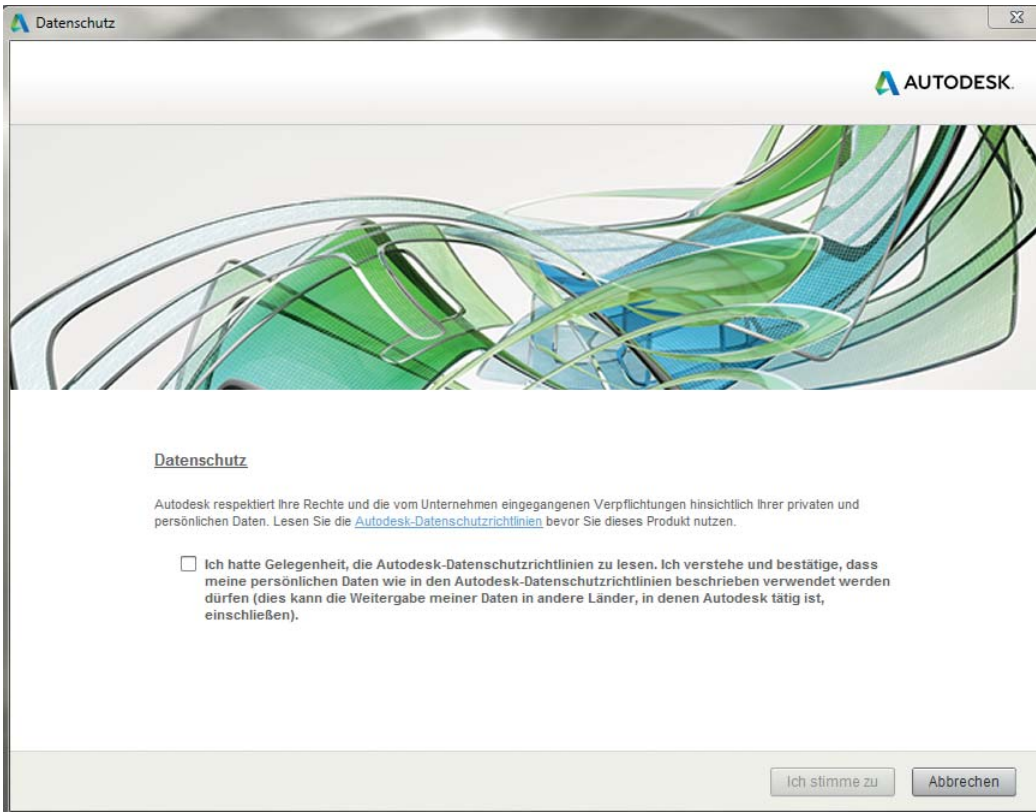 Datenschutz
AUTODESK.
Datenschutz
Autodesk respektiert Ihre Rechte und die vom Unternehmen eingegangenen Verpflichtungen hinsichtlich Ihrer privaten und
persönlichen Daten. Lesen Sie die Autodesk-Datenschutzrichtlinien bevor Sie dieses Produkt nutzen.
Ich hatte Gelegenheit, die Autodesk-Datenschutzrichtlinien zu lesen. Ich verstehe und bestätige, dass
meine persönlichen Daten wie in den Autodesk-Datenschutzrichtlinien beschrieben verwendet werden
dürfen (dies kann die Weitergabe meiner Daten in andere Länder, in denen Autodesk tätig ist,
einschließen).
Ich stimme zu
Abbrechen